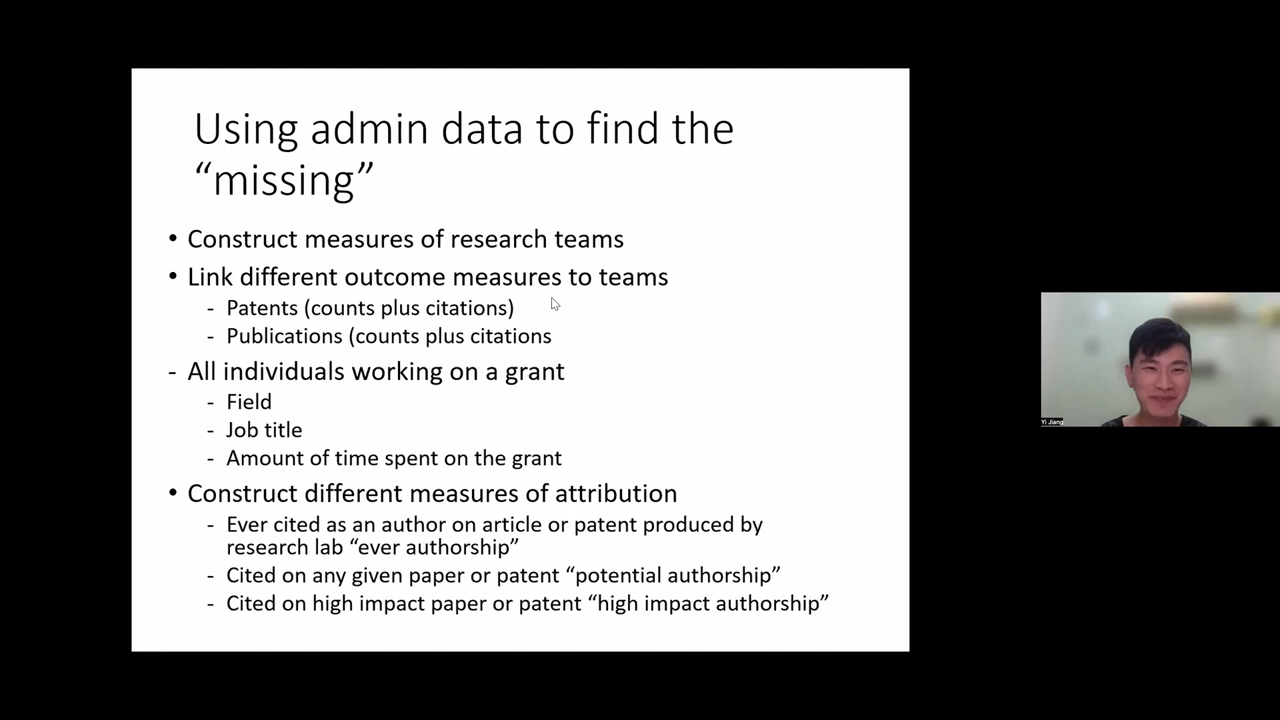 Using admin data to find the
“missing”
• Construct measures of research teams
• Link different outcome measures to teams
- Patents (counts plus citations)
- Publications (counts plus citations
- All individuals working on a grant
- Field
- Job title
- Amount of time spent on the grant
• Construct different measures of attribution
- Ever cited as an author on article or patent produced by
research lab “ever authorship”
- Cited on any given paper or patent “potential authorship”
- Cited on high impact paper or patent “high impact authorship”
Yi Jiang